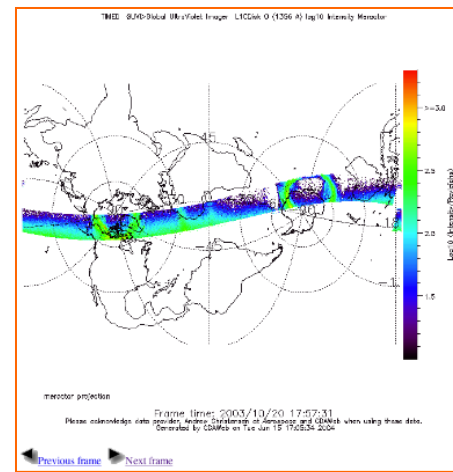 TIMED GUVI>Global UltraViolet Imager L1CDisk O (1356 A) log10 Intensity Mercator
>=3.0
2.5
2.0
1.5
mercator projection
Frame time: 2003/10/20 17:57:31
Please acknowledge data provider, Andrew Christensen at Aerospace and CDAWeb when using these data.
Generated by CDAWeb on Tue Jun 15 17:05:34 2004
Previous frame
Next frame